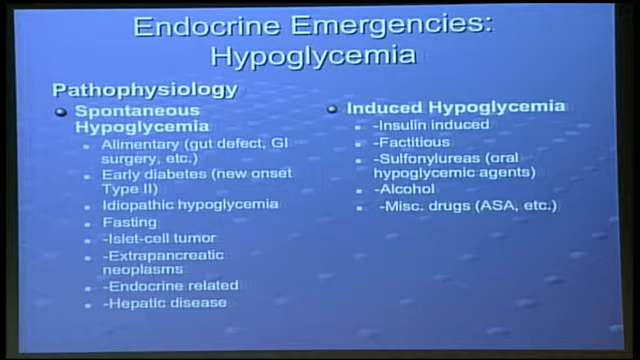 Endocrine Emergencies:
Hypoglycemia
Pathophysiology
Spontaneous
Hypoglycemia
Alimentary (gut defect, GI
surgery, etc.)
Early diabetes (new onset
Type II)
Idiopathic hypoglycemia
Fasting
-Islet-cell tumor
-Extrapancreatic
neoplasms
-Endocrine related
-Hepatic disease
Induced Hypoglycemia
-Insulin induced
-Factitious
-Sulfonylureas (oral
hypoglycemic agents)
-Alcohol
-Misc. drugs (ASA, etc.)